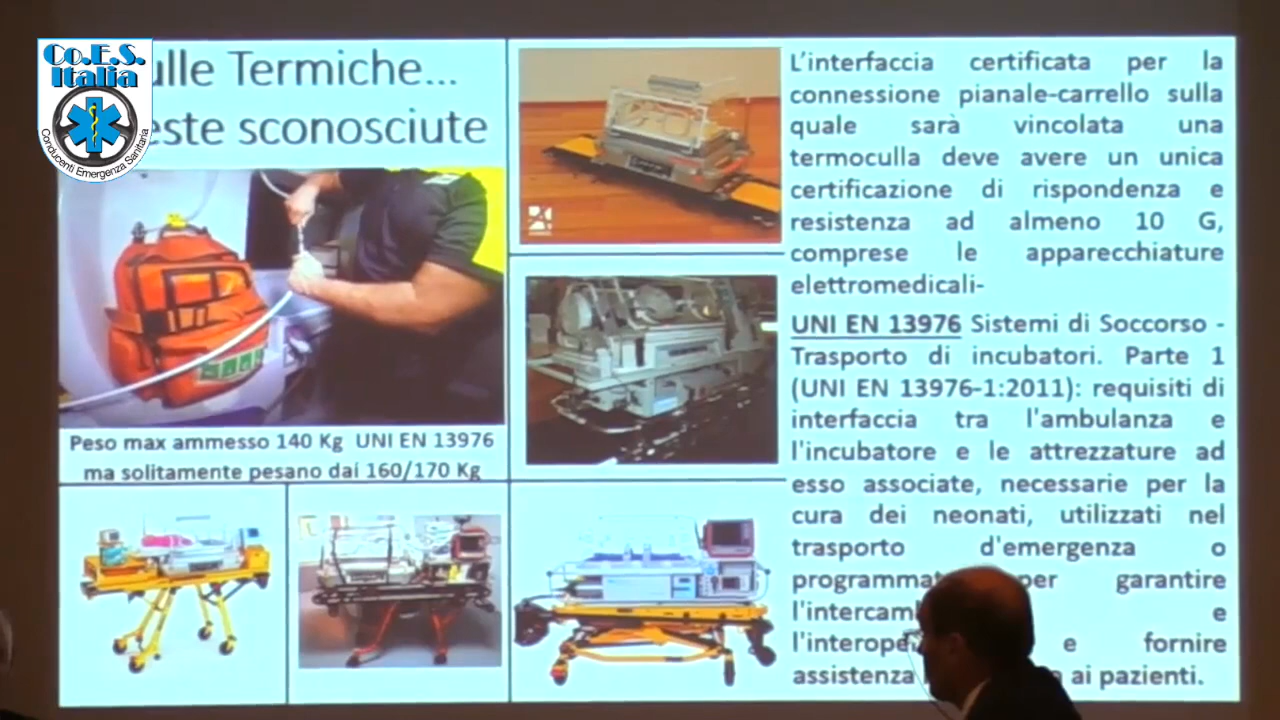 Co.E.S.
Italia
Conducenti Emergenza Sanitaria
ulle Termiche...
este sconosciute
Peso max ammesso 140 Kg UNI EN 13976
ma solitamente pesano dai 160/170 Kg
L'interfaccia certificata per la
connessione pianale-carrello sulla
quale sarà vincolata una
termoculla deve avere un unica
certificazione di rispondenza e
resistenza ad almeno 10 G,
comprese le apparecchiature
elettromedicali-
UNI EN 13976 Sistemi di Soccorso -
Trasporto di incubatori. Parte 1
(UNI EN 13976-1:2011): requisiti di
interfaccia tra l'ambulanza e
l'incubatore e le attrezzature ad
esso associate, necessarie per la
cura dei neonati, utilizzati nel
trasporto d'emergenza o
programmat per garantire
l'intercam e
l'interope e fornire
assistenza ai pazienti.